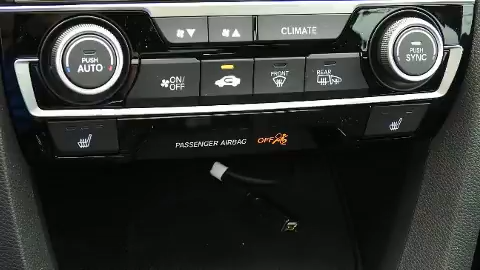 CLIMATE
PUSH
AUTO
PUSH
SYNC
ON/
OFF
FRONT
REAR
PASSENGER AIRBAG OFF